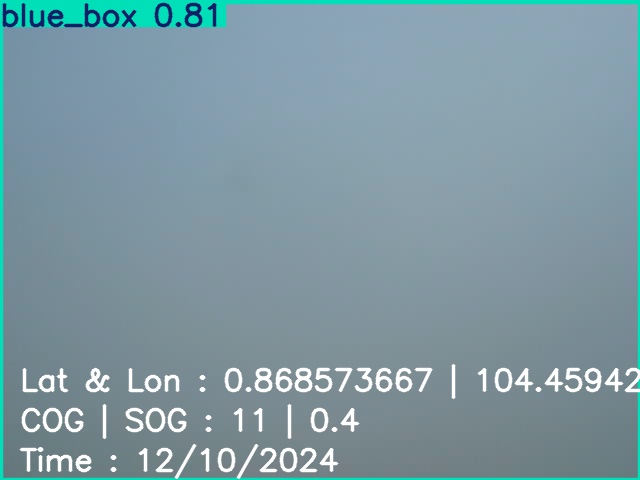 blue_box 0.81
Lat & Lon : 0.868573667 | 104.45942
COG | SOG : 11 | 0.4
Time : 12/10/2024